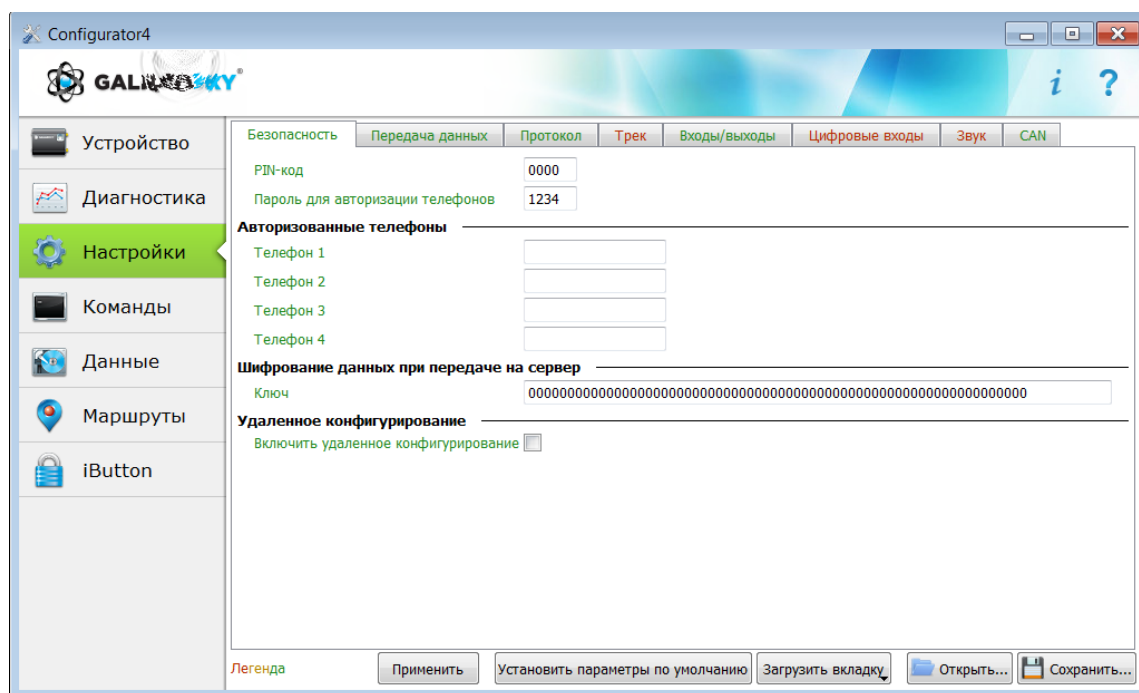 Configurator4
i ?
Устройство
Диагностика
Настройки
Команды
Данные
Маршруты
iButton
Безопасность Передача данных Протокол Трек Входы/выходы Цифровые входы Звук CAN
PIN-код 0000
Пароль для авторизации телефонов 1234
Авторизованные телефоны
Телефон 1
Телефон 2
Телефон 3
Телефон 4
Шифрование данных при передаче на сервер
Ключ 0000000000000000000000000000000000000000000000000000000000000000
Удаленное конфигурирование
Включить удаленное конфигурирование
Легенда Применить Установить параметры по умолчанию Загрузить вкладку Открыть... Сохранить...